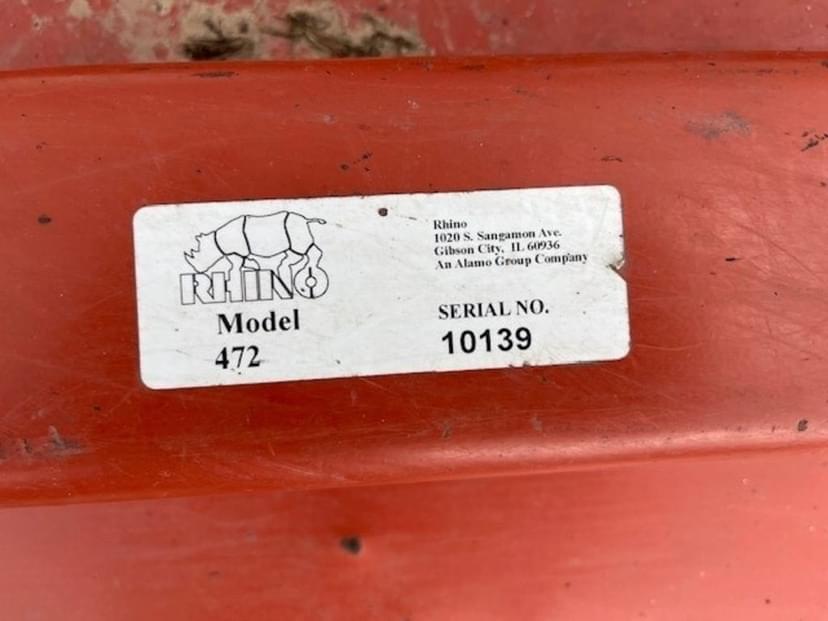 RHINO
Model
472
Rhino
1020 S. Sangamon Ave.
Gibson City, IL 60936
An Alamo Group Company
SERIAL NO.
10139